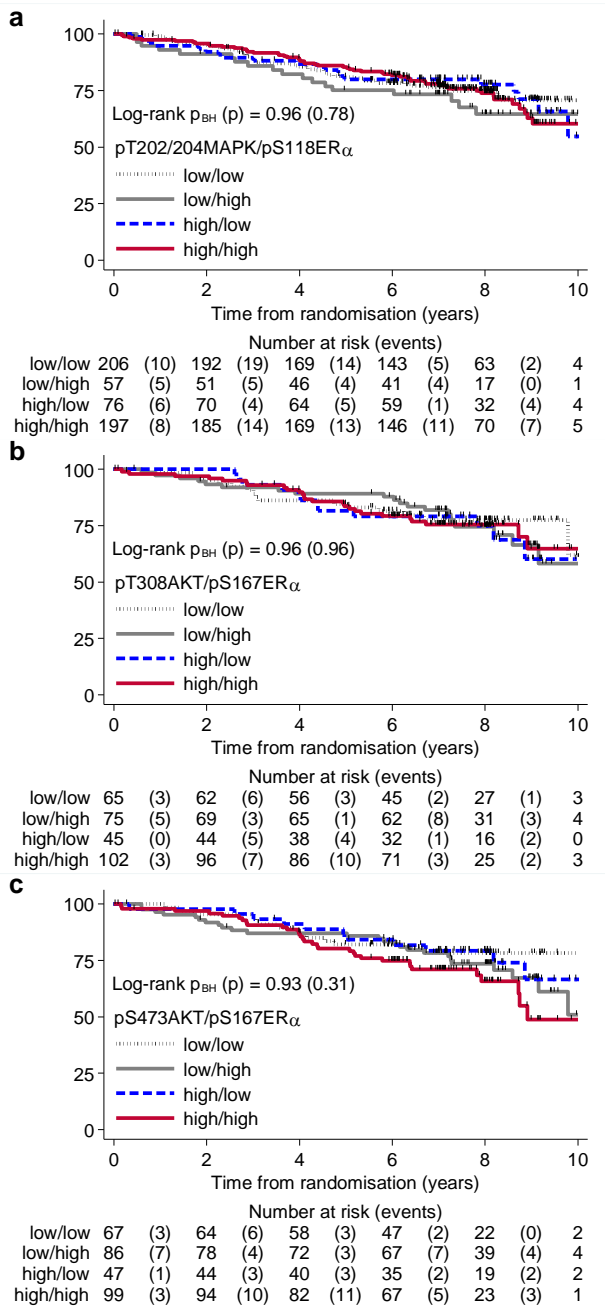 a
100
75
50
25
0
Log-rank pBH (p) = 0.96 (0.78)
pT202/204MAPK/pS118ERα
low/low
low/high
high/low
high/high
0 2 4 6 8 10
Time from randomisation (years)
Number at risk (events)
low/low 206 (10) 192 (19) 169 (14) 143 (5) 63 (2) 4
low/high 57 (5) 51 (5) 46 (4) 41 (4) 17 (0) 1
high/low 76 (6) 70 (4) 64 (5) 59 (1) 32 (4) 4
high/high 197 (8) 185 (14) 169 (13) 146 (11) 70 (7) 5
b
100
75
50
25
0
Log-rank pBH (p) = 0.96 (0.96)
pT308AKT/pS167ERα
low/low
low/high
high/low
high/high
0 2 4 6 8 10
Time from randomisation (years)
Number at risk (events)
low/low 65 (3) 62 (6) 56 (3) 45 (2) 27 (1) 3
low/high 75 (5) 69 (3) 65 (1) 62 (8) 31 (3) 4
high/low 45 (0) 44 (5) 38 (4) 32 (1) 16 (2) 0
high/high 102 (3) 96 (7) 86 (10) 71 (3) 25 (2) 3
c
100
75
50
25
0
Log-rank pBH (p) = 0.93 (0.31)
pS473AKT/pS167ERα
low/low
low/high
high/low
high/high
0 2 4 6 8 10
Time from randomisation (years)
Number at risk (events)
low/low 67 (3) 64 (6) 58 (3) 47 (2) 22 (0) 2
low/high 86 (7) 78 (4) 72 (3) 67 (7) 39 (4) 4
high/low 47 (1) 44 (3) 40 (3) 35 (2) 19 (2) 2
high/high 99 (3) 94 (10) 82 (11) 67 (5) 23 (3) 1